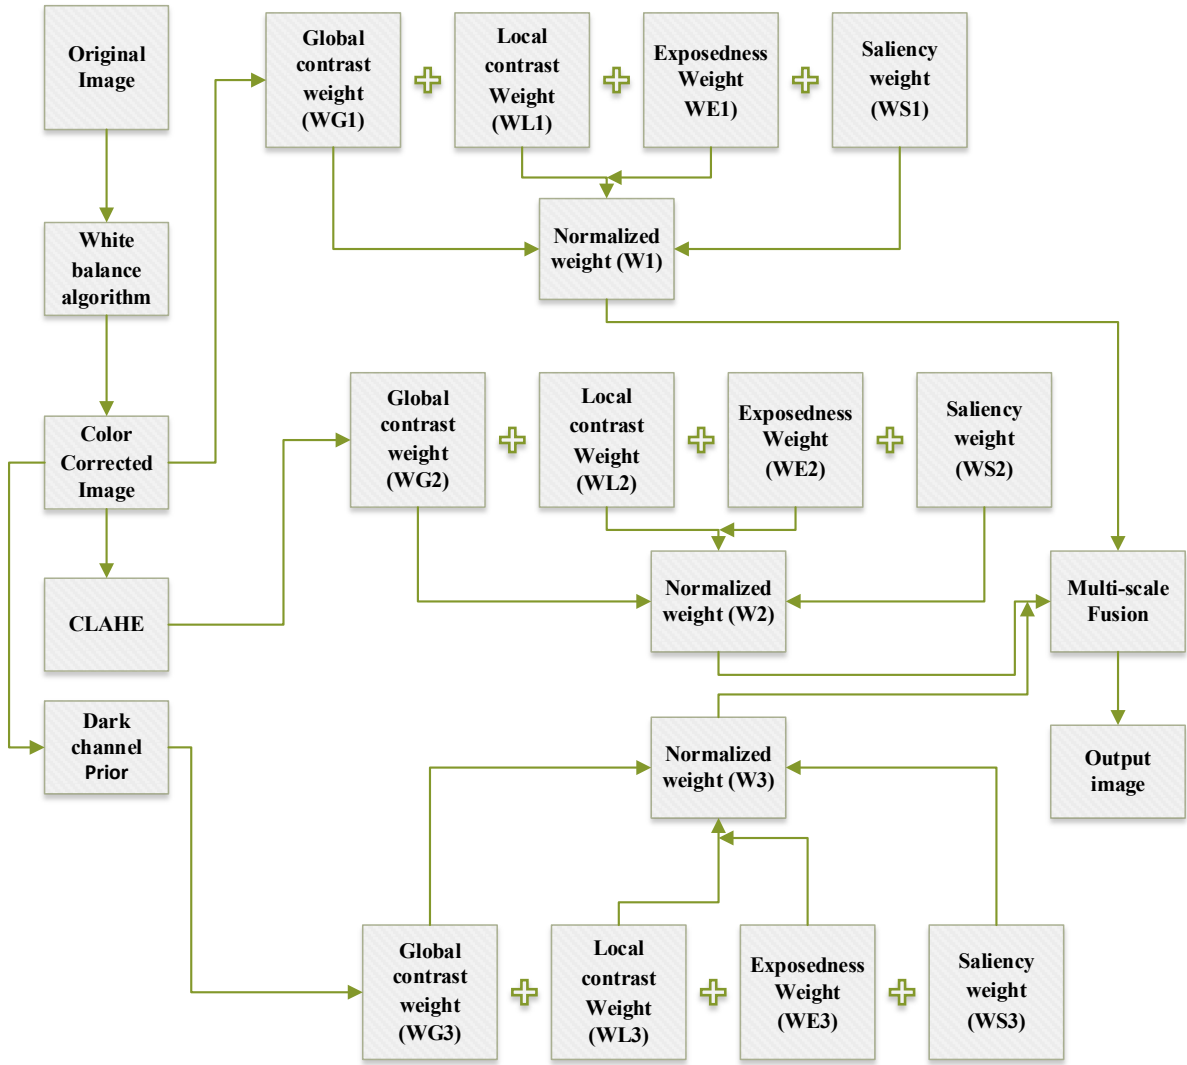 Original
Image
Global
contrast
weight
(WG1)
Local
contrast
Weight
(WL1)
Exposedness
Weight
WE1)
Saliency
weight
(WS1)
White
balance
algorithm
Normalized
weight (W1)
Color
Corrected
Image
Global
contrast
weight
(WG2)
Local
contrast
Weight
(WL2)
Exposedness
Weight
(WE2)
Saliency
weight
(WS2)
CLAHE
Normalized
weight (W2)
Multi-scale
Fusion
Dark
channel
Prior
Normalized
weight (W3)
Output
image
Global
contrast
weight
(WG3)
Local
contrast
Weight
(WL3)
Exposedness
Weight
(WE3)
Saliency
weight
(WS3)